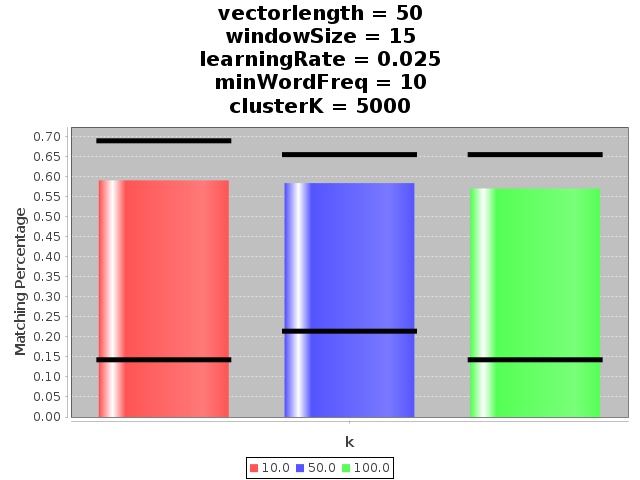 vectorlength = 50
windowSize = 15
learningRate = 0.025
minWordFreq = 10
clusterK = 5000
Matching Percentage
0.70
0.65
0.60
0.55
0.50
0.45
0.40
0.35
0.30
0.25
0.20
0.15
0.10
0.05
0.00
k
10.0 50.0 100.0